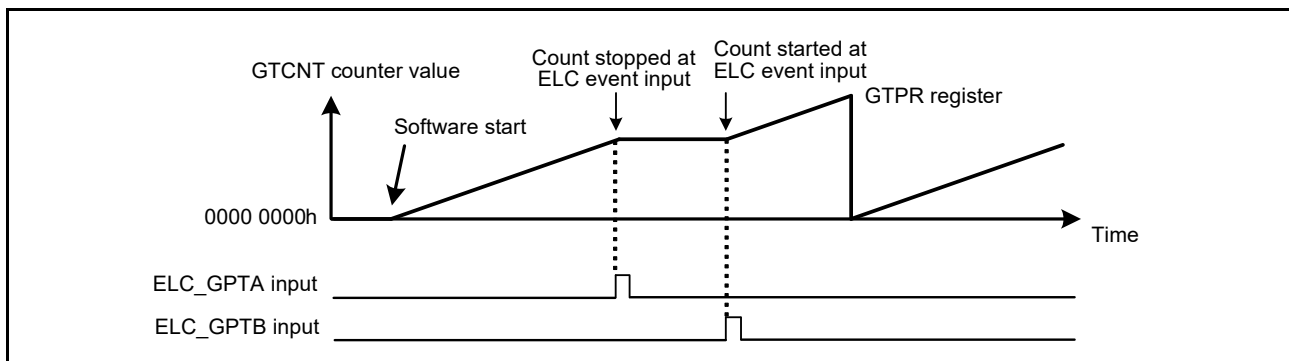 GTCNT counter value
Count stopped at
ELC event input
Count started at
ELC event input
GTPR register
Software start
0000 0000h
Time
ELC_GPTA input
ELC_GPTB input